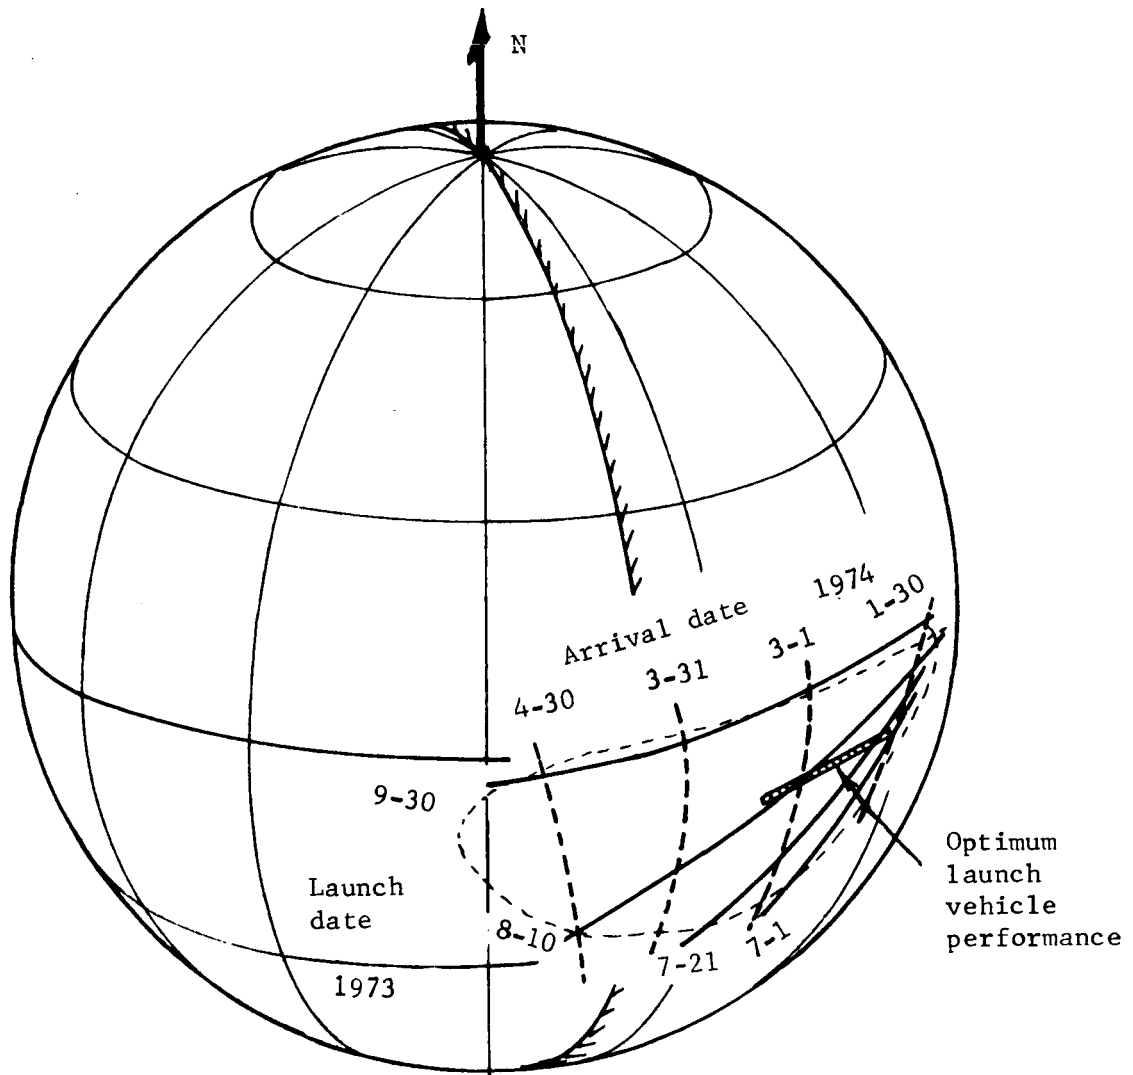 N
1974
1-30
Arrival date
3-1
3-31
4-30
9-30
Launch
date
1973
8-10
7-21
7-1
Optimum
launch
vehicle
performance